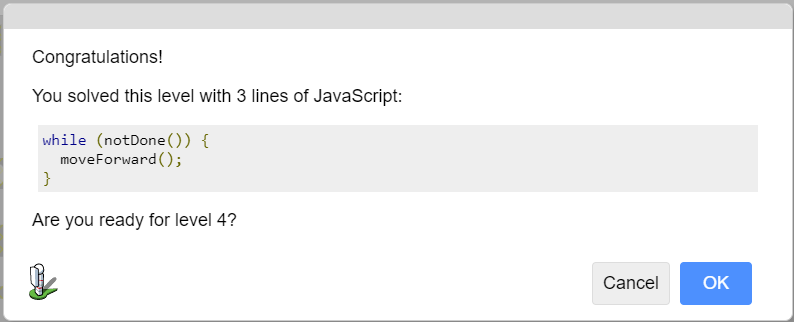 Congratulations!
You solved this level with 3 lines of JavaScript:
while (notDone()) {
  moveForward();
}
Are you ready for level 4?
Cancel
OK